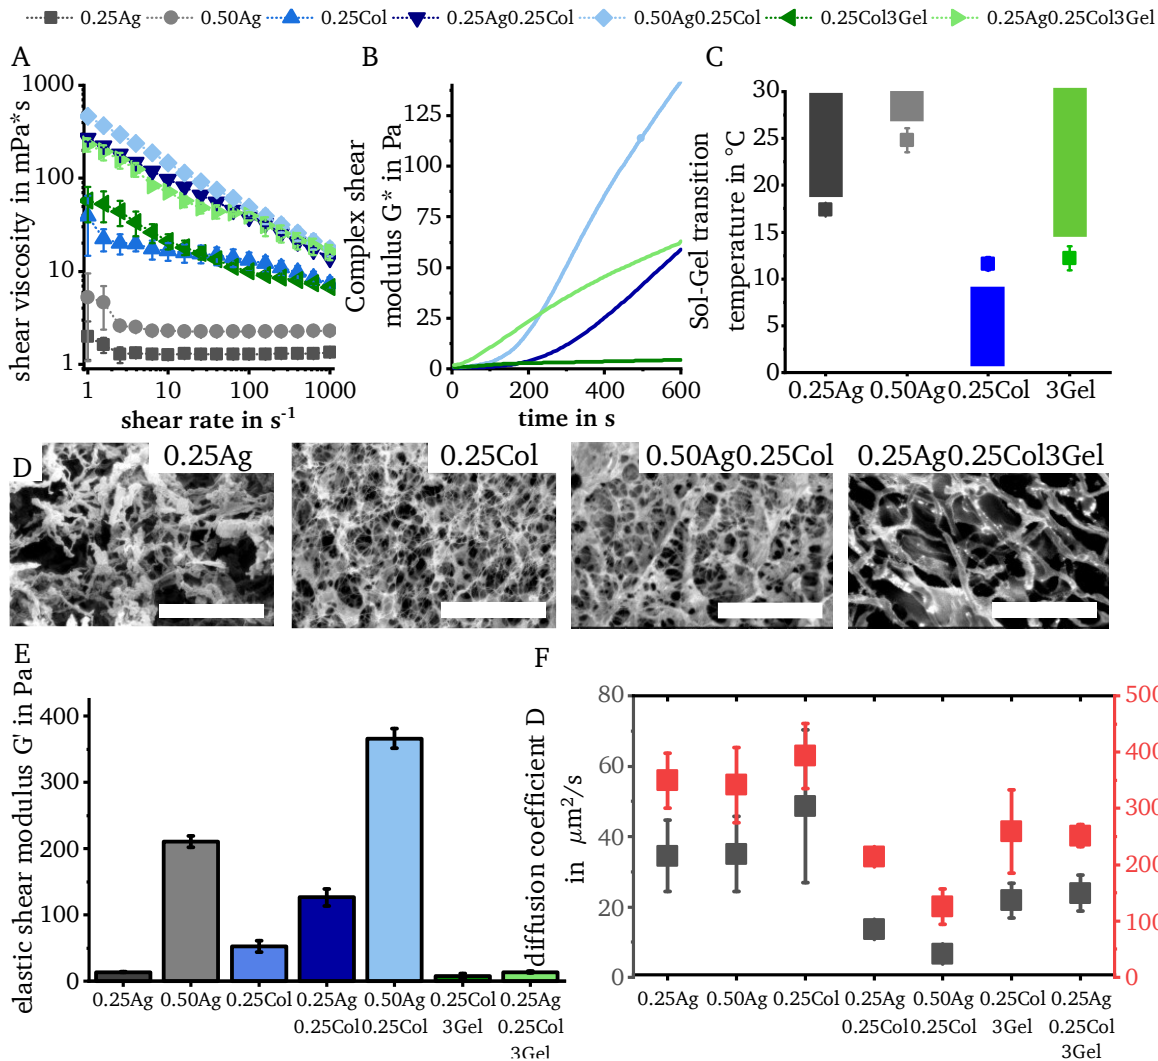 0.25Ag 0.50Ag 0.25Col 0.25Ag0.25Col 0.50Ag0.25Col 0.25Col3Gel 0.25Ag0.25Col3Gel
A
shear viscosity in mPa*s
1000
100
10
1
1 10 100 1000
shear rate in s⁻¹
B
Complex shear
modulus G* in Pa
125
100
75
50
25
0
0 200 400 600
time in s
C
Sol-Gel transition
temperature in °C
30
25
20
15
10
5
0
0.25Ag 0.50Ag 0.25Col 3Gel
D
0.25Ag
0.25Col
0.50Ag0.25Col
0.25Ag0.25Col3Gel
E
elastic shear modulus G' in Pa
400
300
200
100
0
0.25Ag 0.50Ag 0.25Col 0.25Ag 0.50Ag 0.25Col 0.25Ag
0.25Col 0.25Col 3Gel 0.25Col
3Gel
F
diffusion coefficient D
in μm²/s
80
60
40
20
0
500
400
300
200
100
0
0.25Ag 0.50Ag 0.25Col 0.25Ag 0.50Ag 0.25Col 0.25Ag
0.25Col 0.25Col 3Gel 0.25Col
3Gel